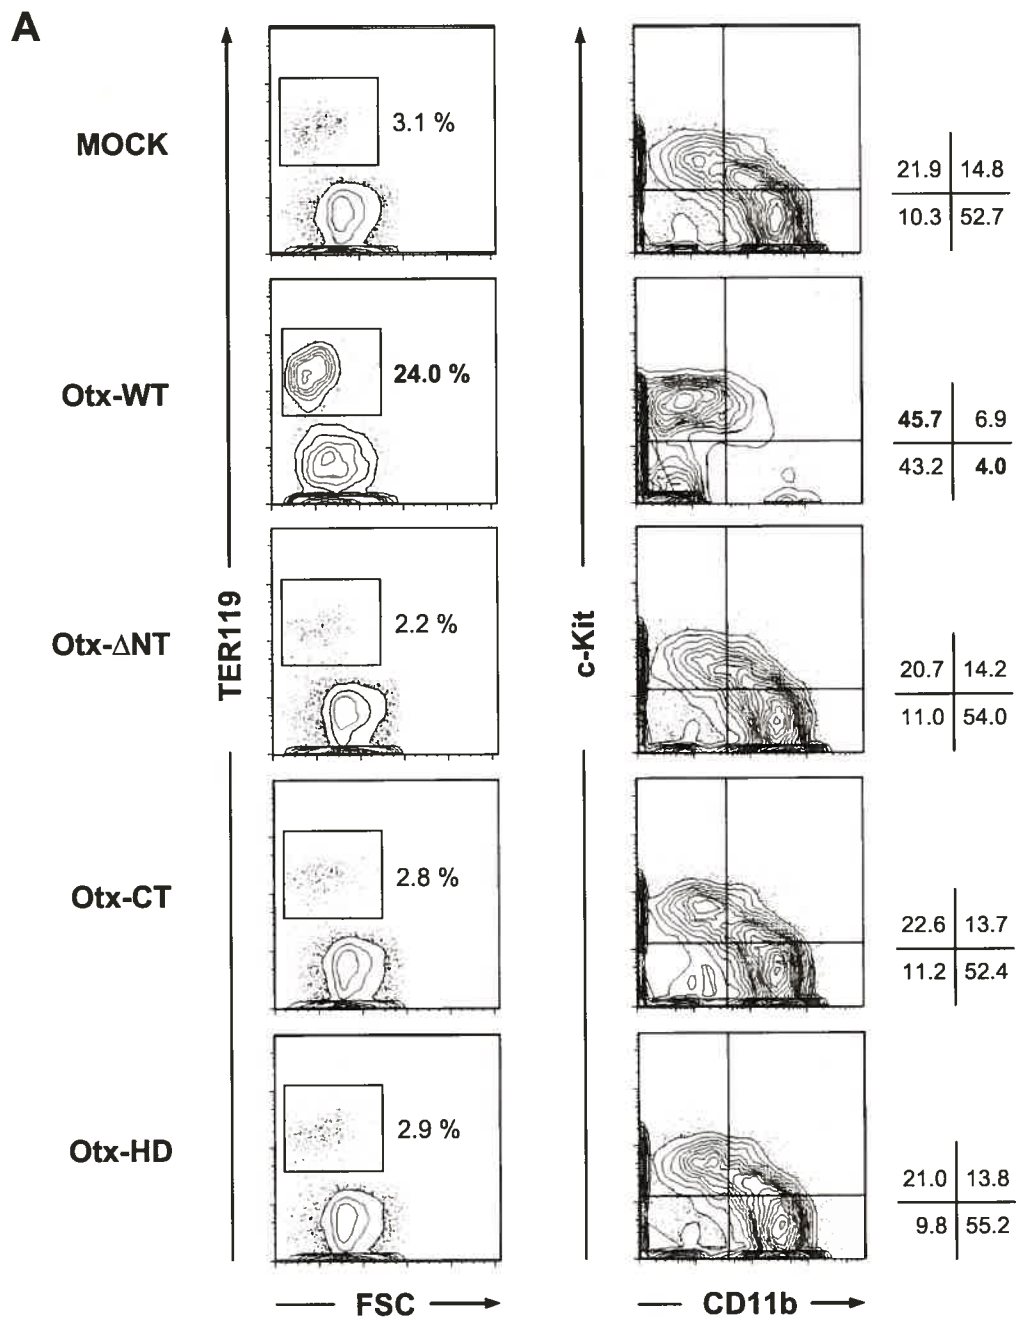 A
MOCK
3.1 %
21.9 14.8
10.3 52.7
Otx-WT
24.0 %
45.7 6.9
43.2 4.0
Otx-ΔNT
TER119
2.2 %
c-Kit
20.7 14.2
11.0 54.0
Otx-CT
2.8 %
22.6 13.7
11.2 52.4
Otx-HD
2.9 %
21.0 13.8
9.8 55.2
FSC
CD11b